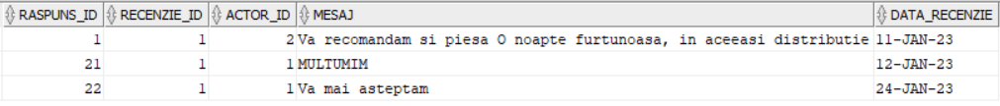 RASPUNS_ID RECENZIE_ID ACTOR_ID MESAJ DATA_RECENZIE
1 1 2 Va recomandam si piesa O noapte furtunoasa, in aceeasi distributie 11-JAN-23
21 1 1 MULTUMIM 12-JAN-23
22 1 1 Va mai asteptam 24-JAN-23